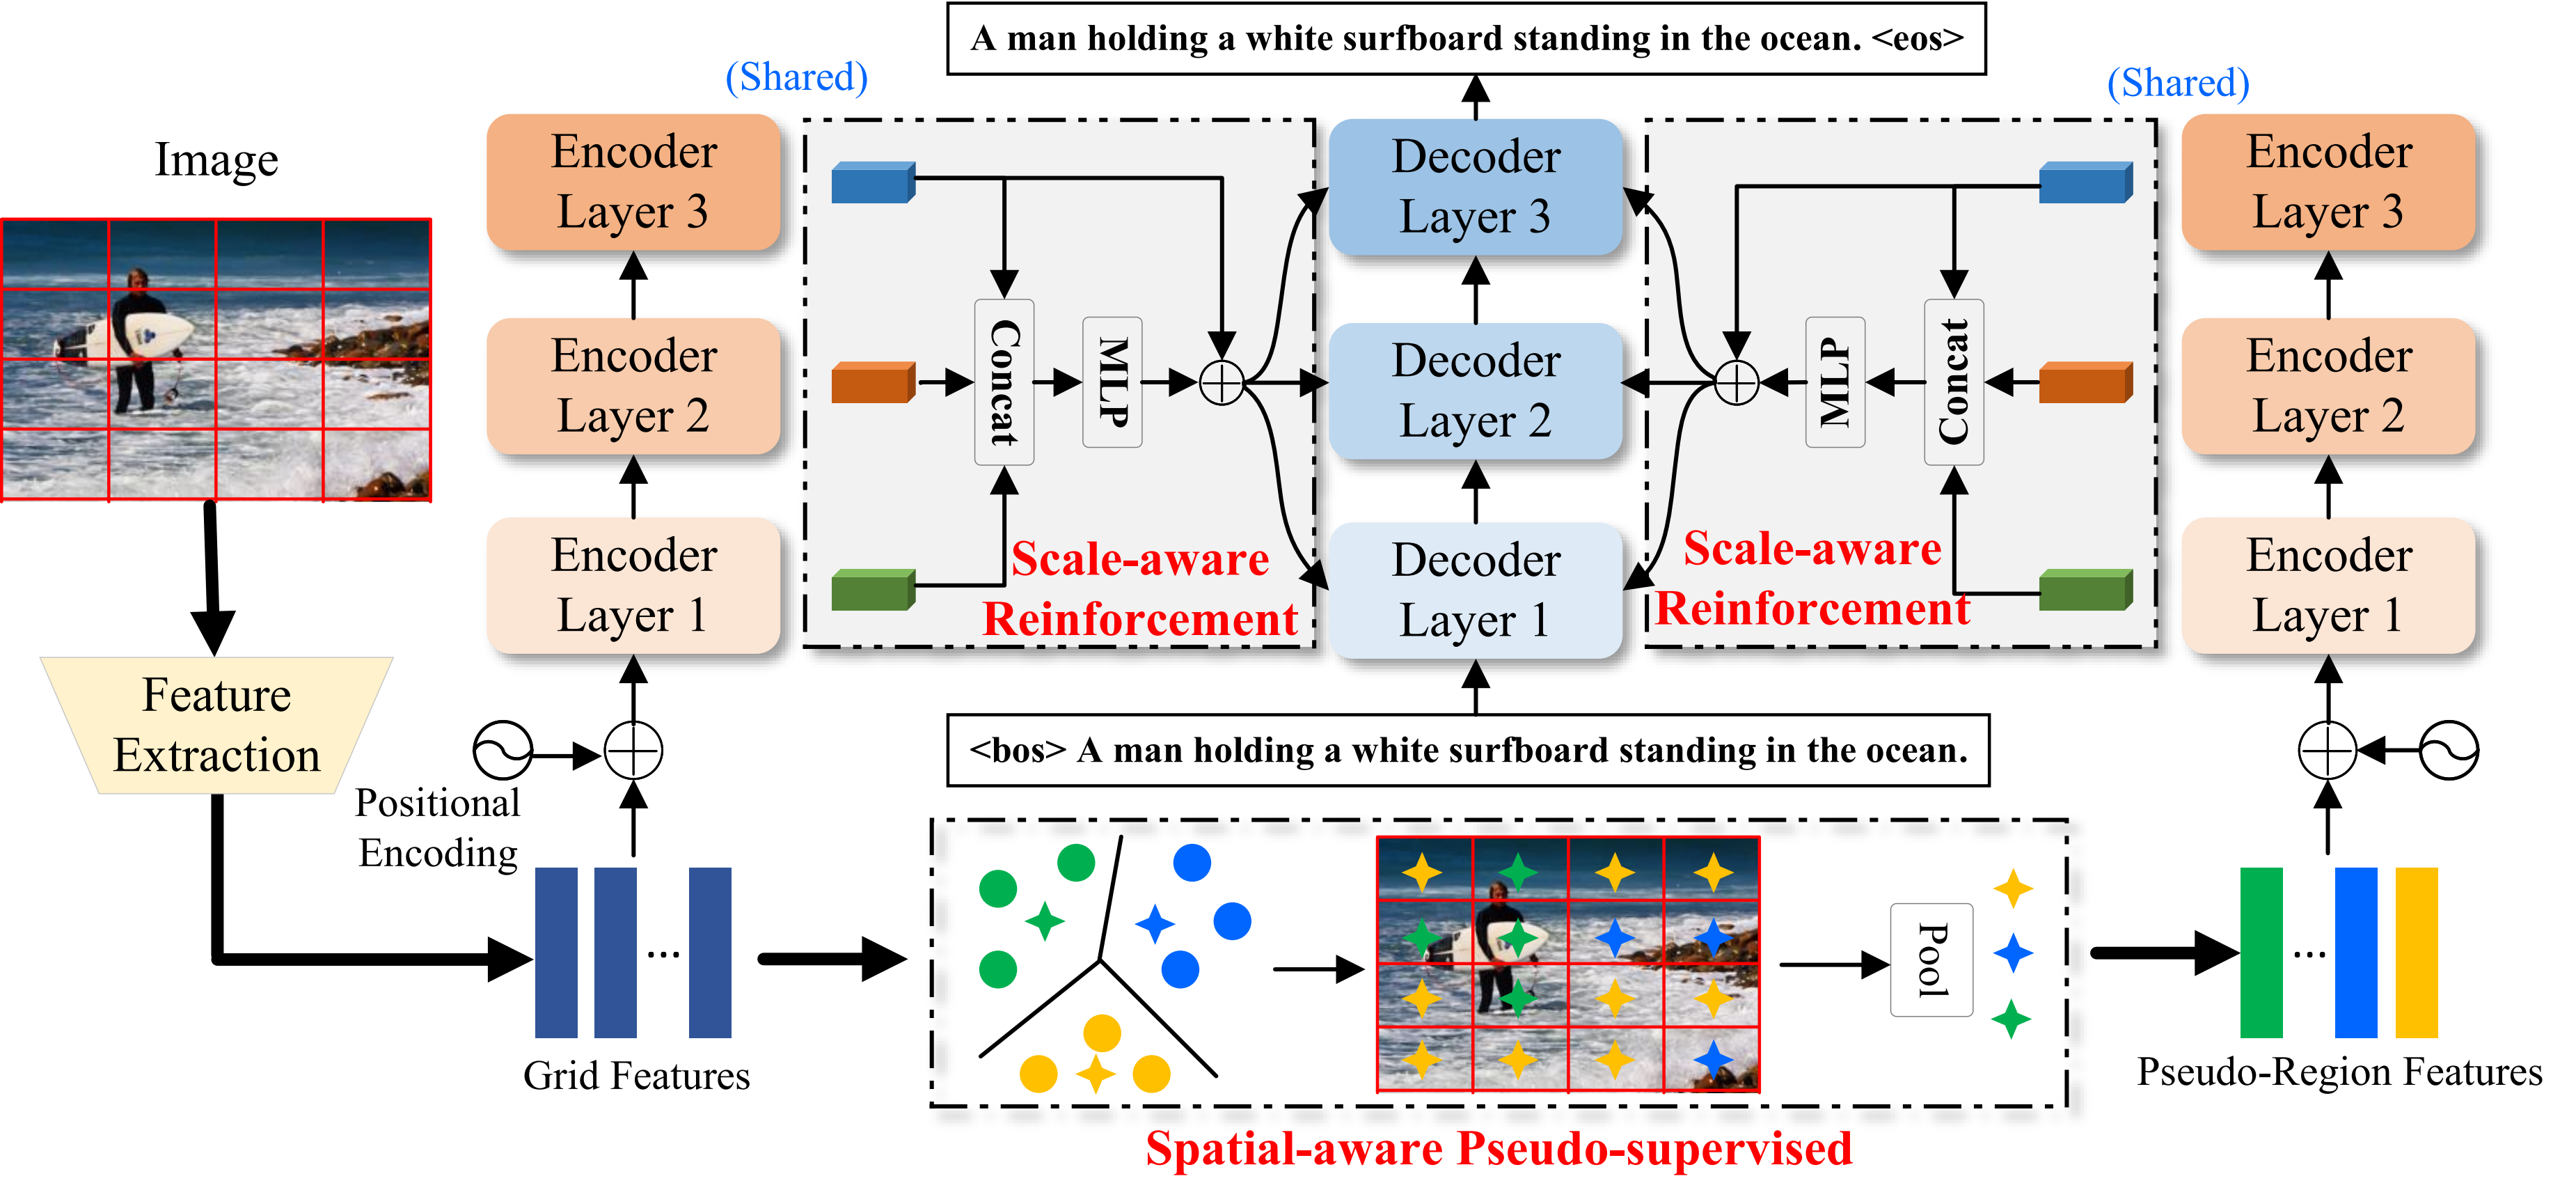 A man holding a white surfboard standing in the ocean. <eos>
(Shared)
(Shared)
Image
Encoder
Layer 3
Decoder
Layer 3
Encoder
Layer 3
Encoder
Layer 2
Concat
MLP
Decoder
Layer 2
MLP
Concat
Encoder
Layer 2
Encoder
Layer 1
Scale-aware
Reinforcement
Decoder
Layer 1
Scale-aware
Reinforcement
Encoder
Layer 1
Feature
Extraction
Positional
Encoding
<bos> A man holding a white surfboard standing in the ocean.
...
Grid Features
Pool
...
Pseudo-Region Features
Spatial-aware Pseudo-supervised